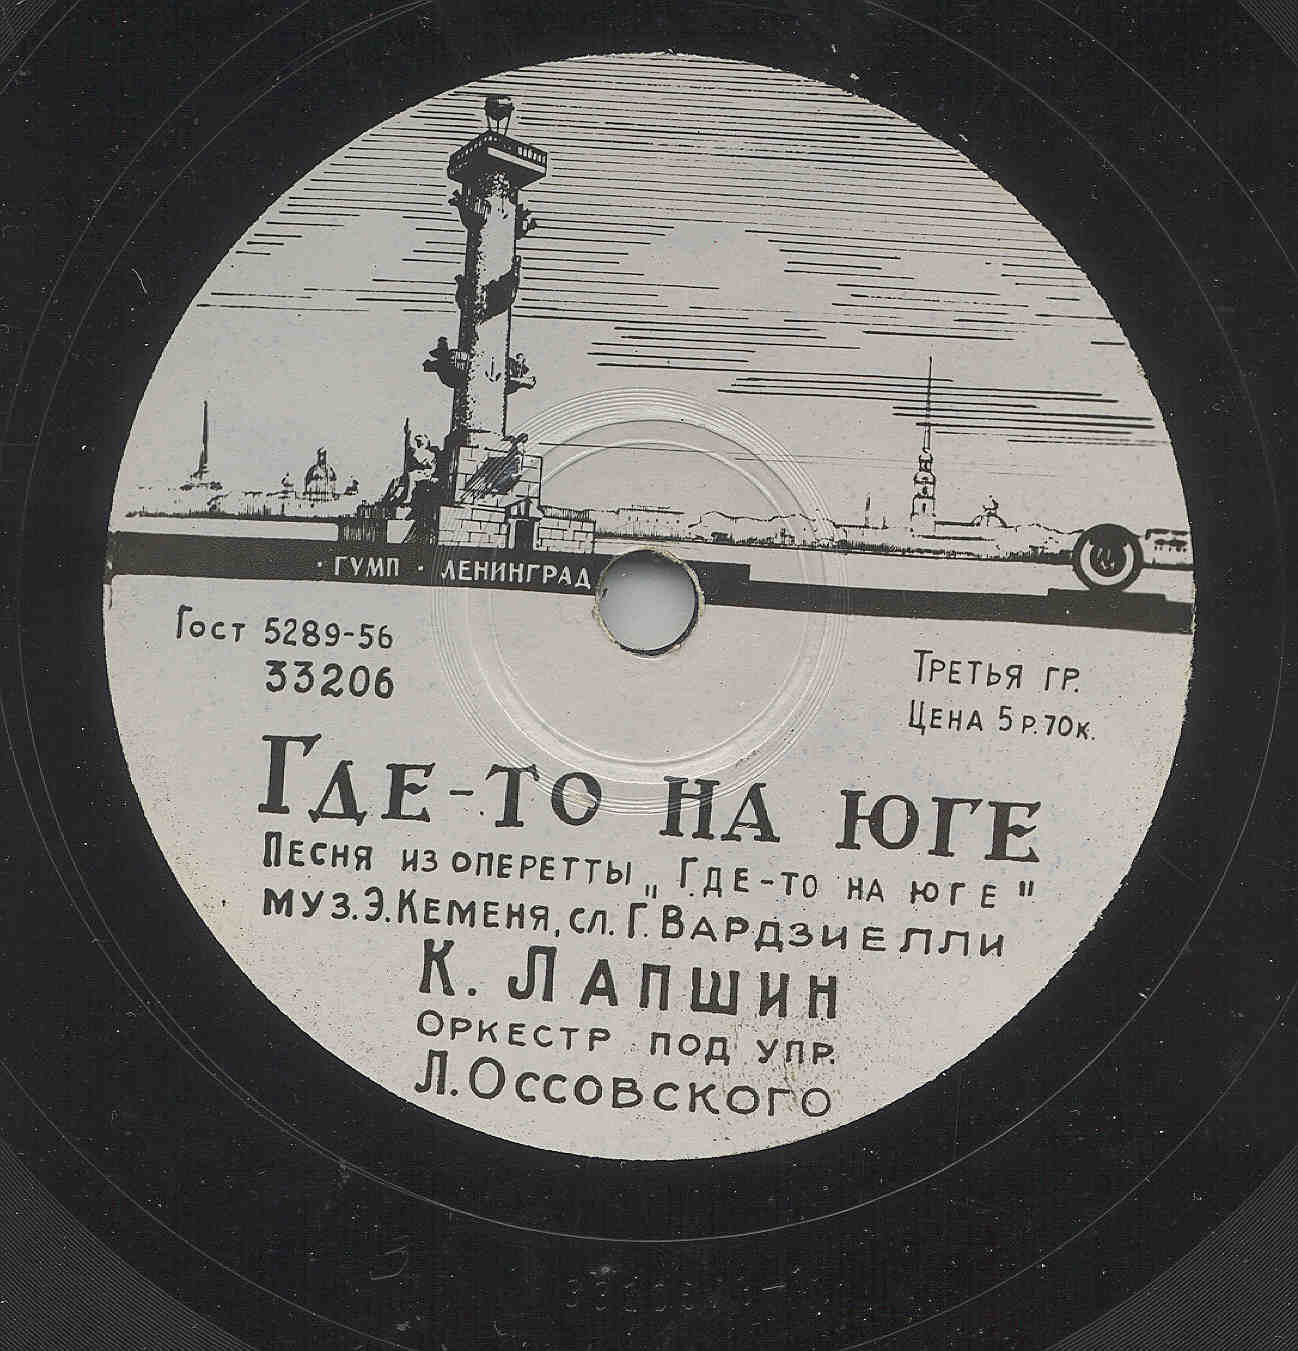 · ГУМП · ЛЕНИНГРАД
Гост 5289-56
33206
Третья гр.
Цена 5 р. 70к.
Где-то на юге
Песня из оперетты „Где-то на юге"
муз. Э. Кеменя, сл. Г. Вардзиелли
К. Лапшин
оркестр под упр.
Л. Оссовского